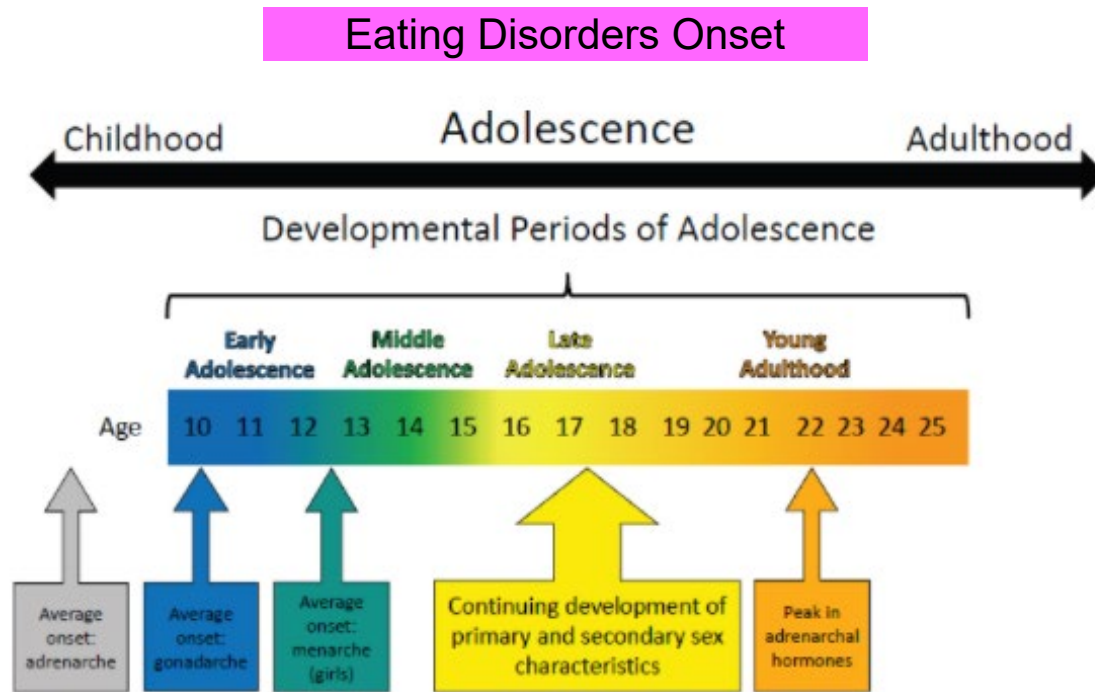 Eating Disorders Onset
Childhood Adolescence Adulthood
Developmental Periods of Adolescence
Early Middle Late Young
Adolescence Adolescence Adolescence Adulthood
Age 10 11 12 13 14 15 16 17 18 19 20 21 22 23 24 25
Average
onset:
adrenarche
Average
onset:
gonadarche
Average
onset:
menarche
(girls)
Continuing development of
primary and secondary sex
characteristics
Peak in
adrenarchal
hormones